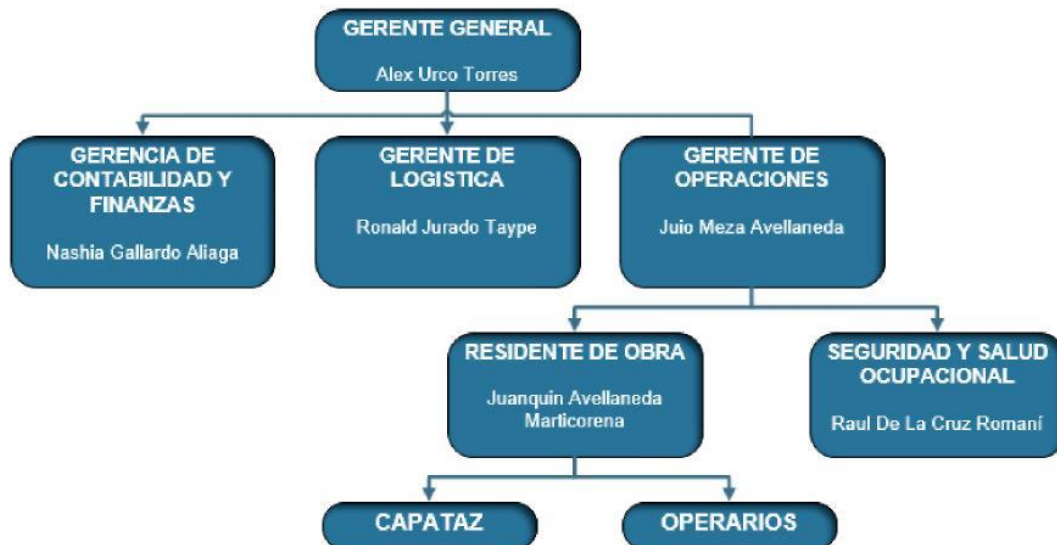 GERENTE GENERAL
Alex Urco Torres
GERENCIA DE
CONTABILIDAD Y
FINANZAS
Nashia Gallardo Aliaga
GERENTE DE
LOGISTICA
Ronald Jurado Taype
GERENTE DE
OPERACIONES
Juio Meza Avellaneda
RESIDENTE DE OBRA
Juanquin Avellaneda
Marticorena
SEGURIDAD Y SALUD
OCUPACIONAL
Raul De La Cruz Romaní
CAPATAZ
OPERARIOS